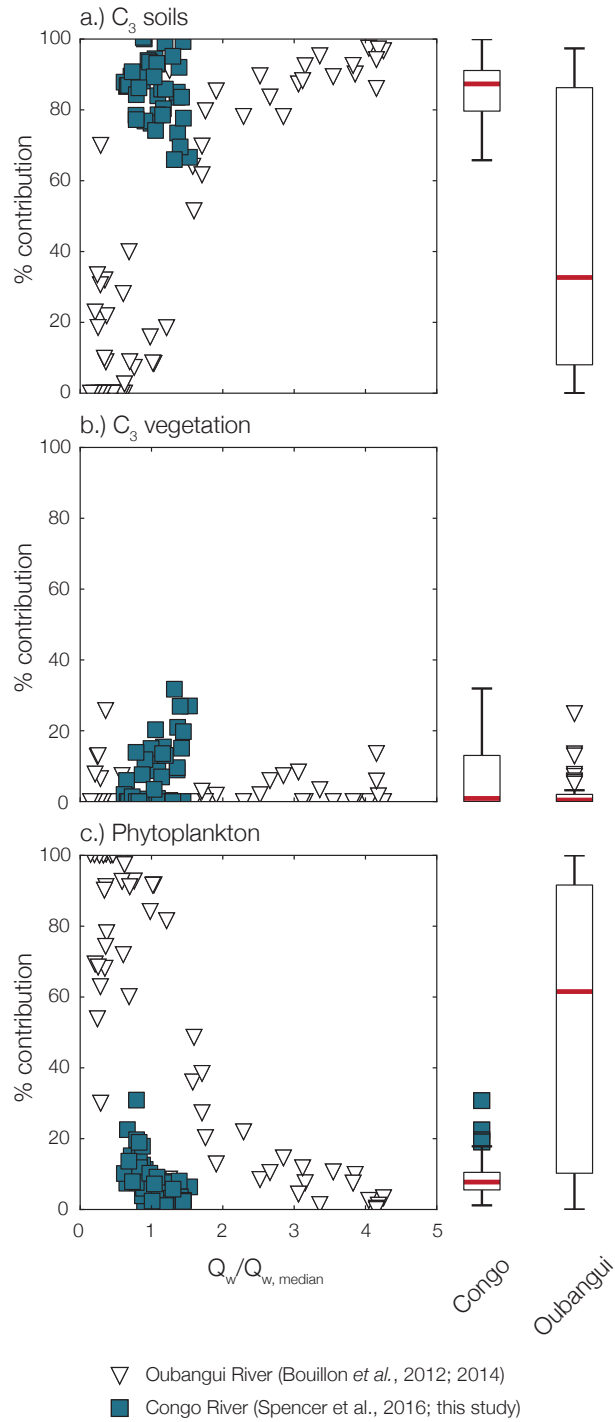 a.) C3 soils
100
80
60
40
20
0
% contribution
b.) C3 vegetation
100
80
60
40
20
0
% contribution
c.) Phytoplankton
100
80
60
40
20
0
% contribution
0 1 2 3 4 5
Qw/Qw, median
Congo
Oubangui
Oubangui River (Bouillon et al., 2012; 2014)
Congo River (Spencer et al., 2016; this study)